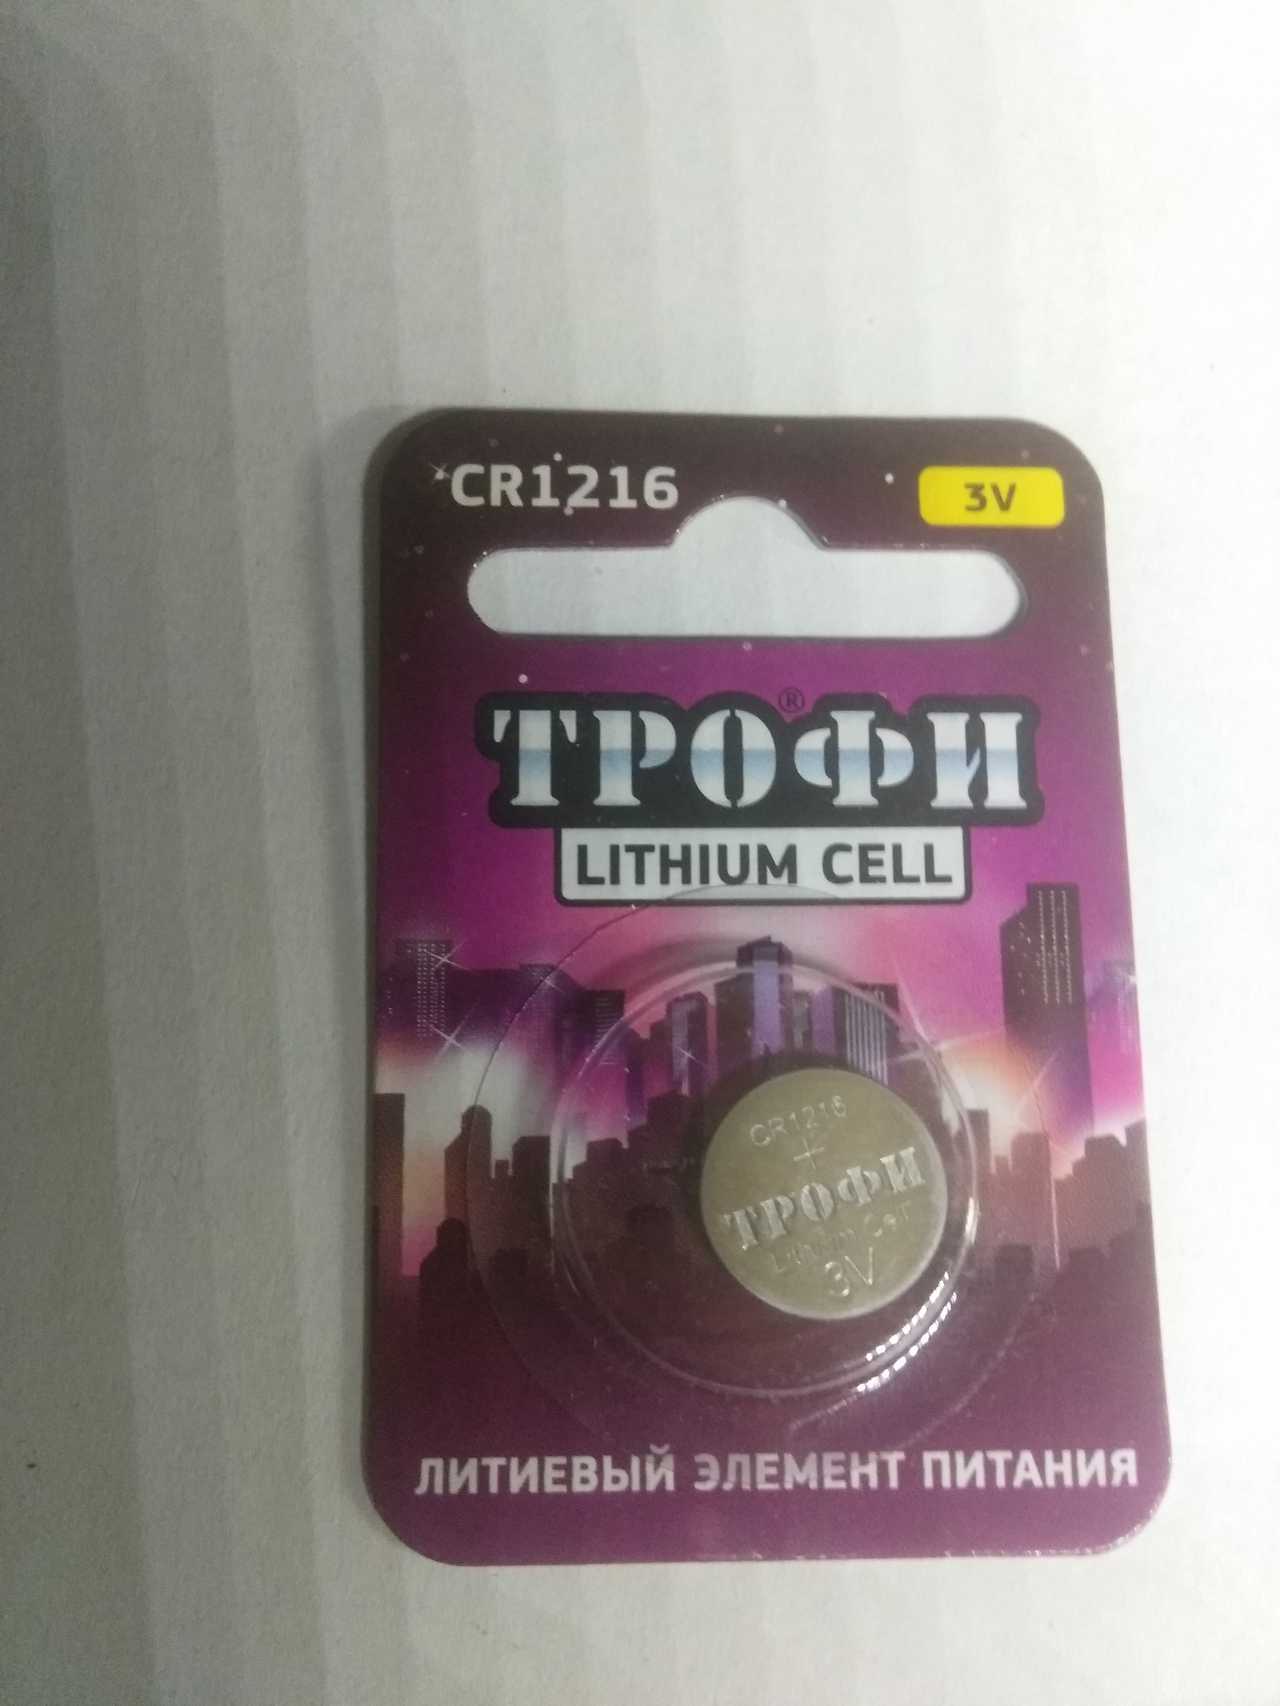 CR1216
3V
ТРОФИ®
LITHIUM CELL
CR1216
+
ТРОФИ
Lithium Cell
3V
ЛИТИЕВЫЙ ЭЛЕМЕНТ ПИТАНИЯ